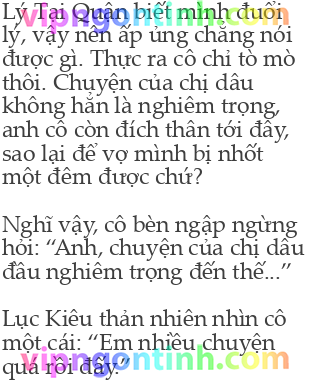 Lý Tại Quân biết mình đuối
lý, vậy nên ấp úng chẳng nói
được gì. Thực ra cô chỉ tò mò
thôi. Chuyện của chị dâu
không hẳn là nghiêm trọng,
anh cô còn đích thân tới đây,
sao lại để vợ mình bị nhốt
một đêm được chứ?
Nghĩ vậy, cô bèn ngập ngừng
hỏi: “Anh, chuyện của chị dâu
đâu nghiêm trọng đến thế...”
Lục Kiêu thản nhiên nhìn cô
một cái: “Em nhiều chuyện
quá rồi đấy.”
vipngontinh.com
vipngontinh.com